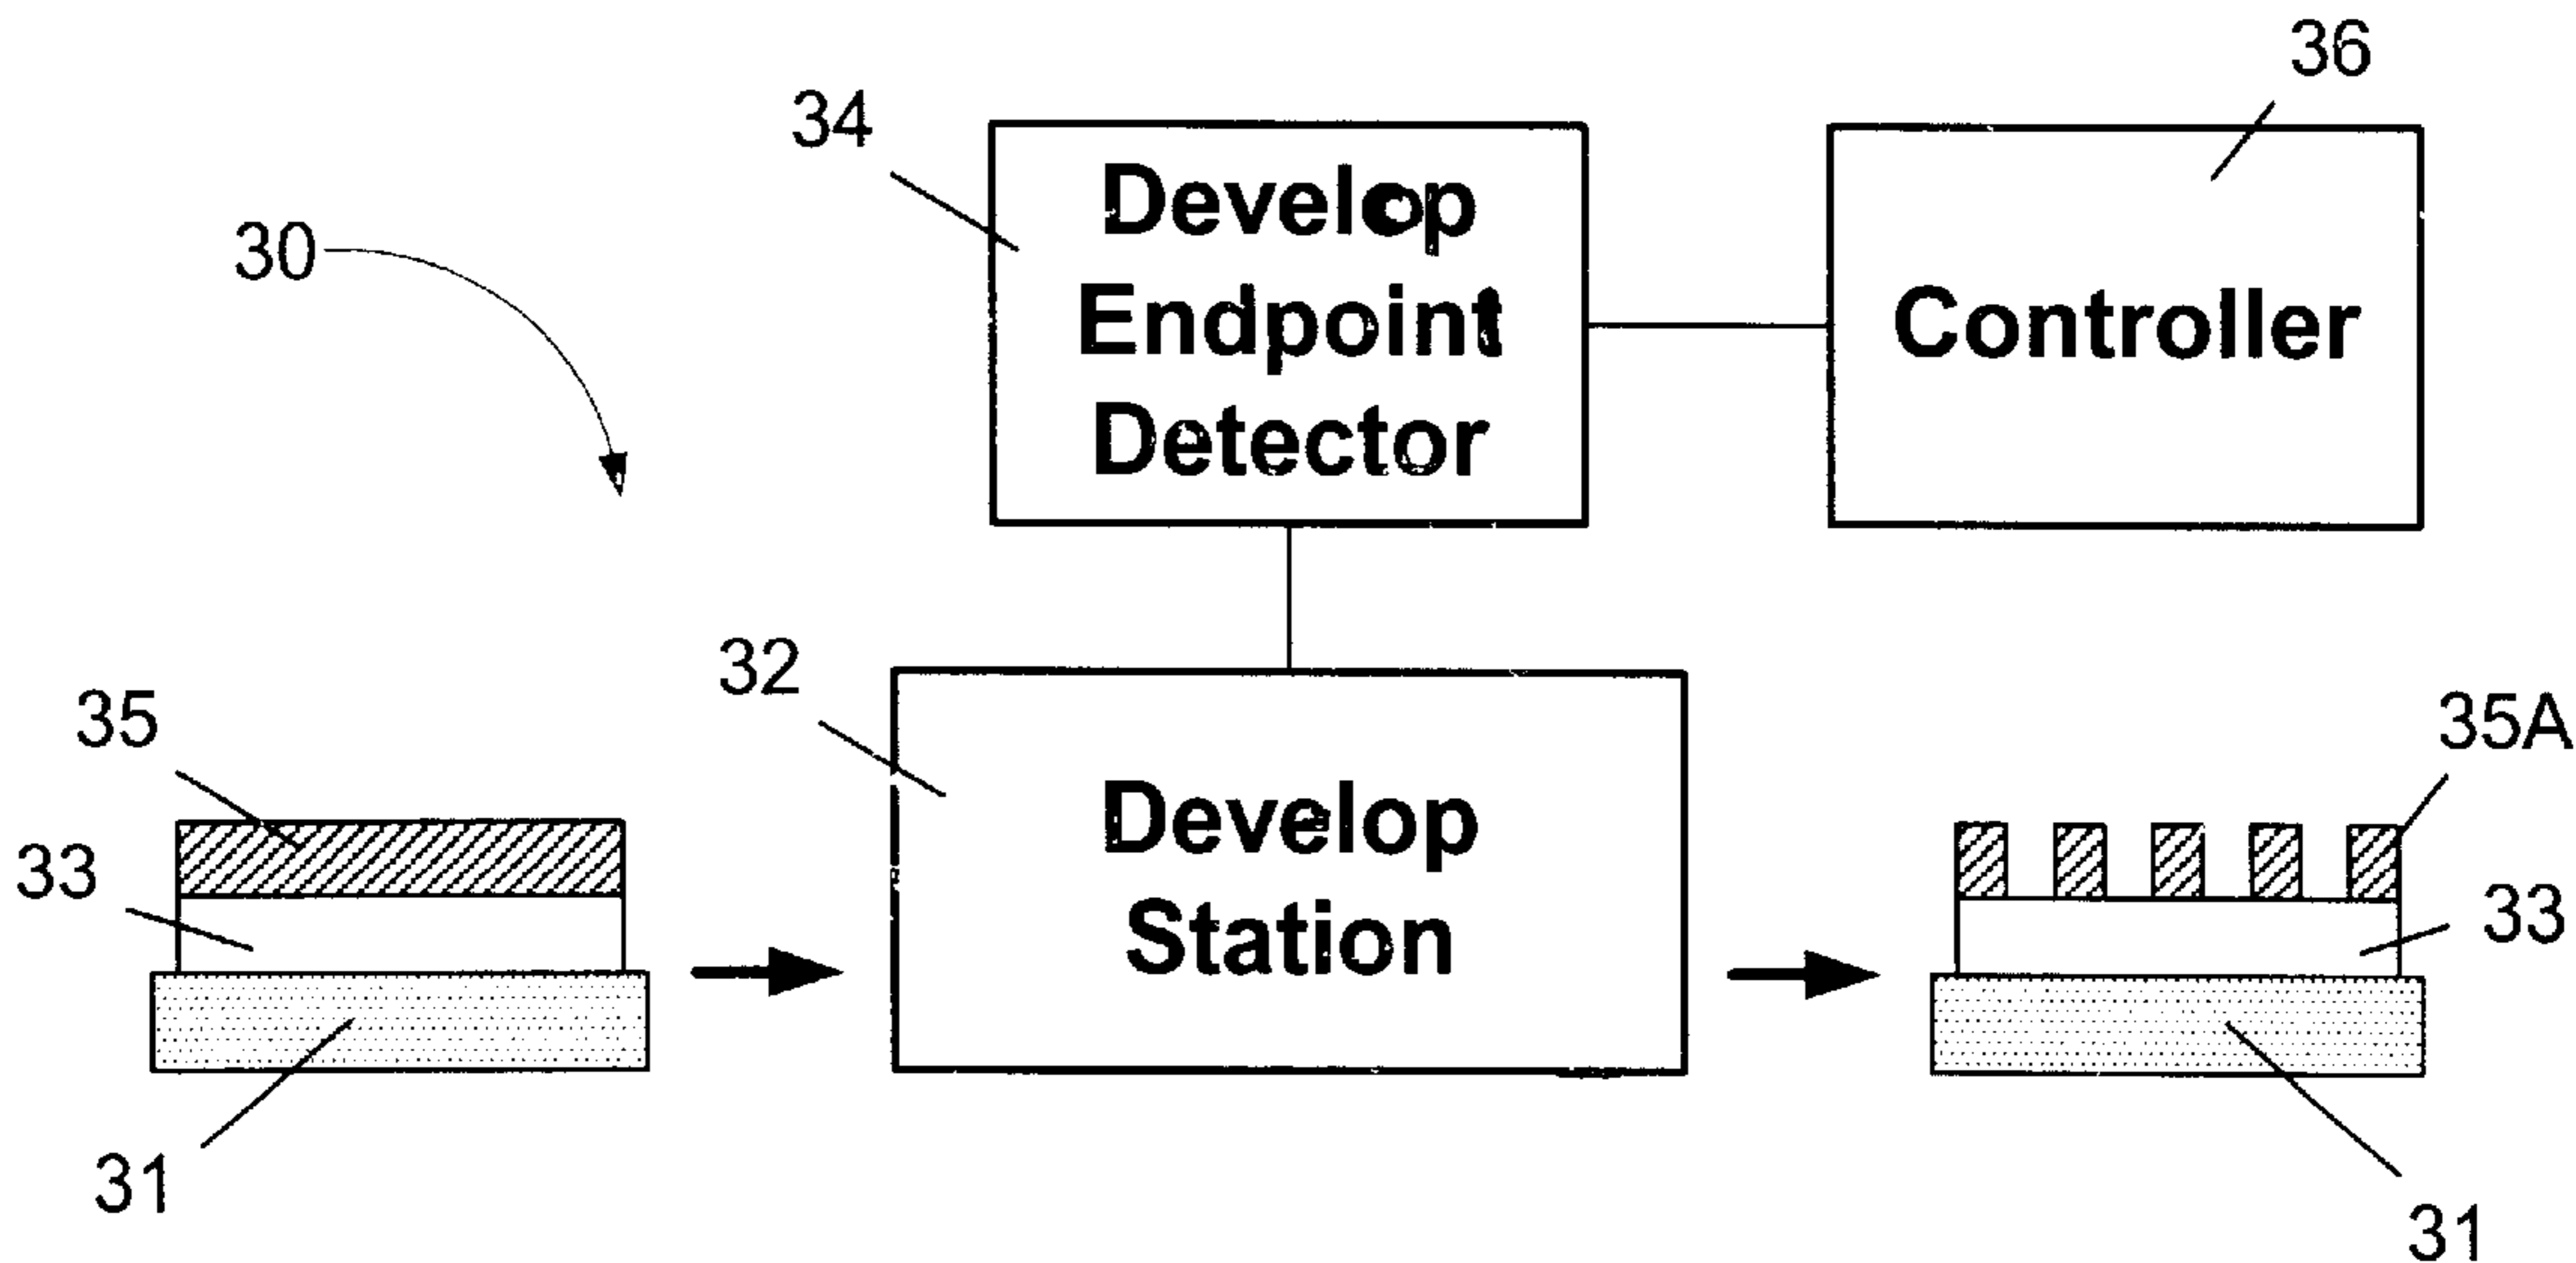 36
34
Develop
Endpoint
Detector
Controller
30
32
35
35A
33
Develop
Station
33
31
31